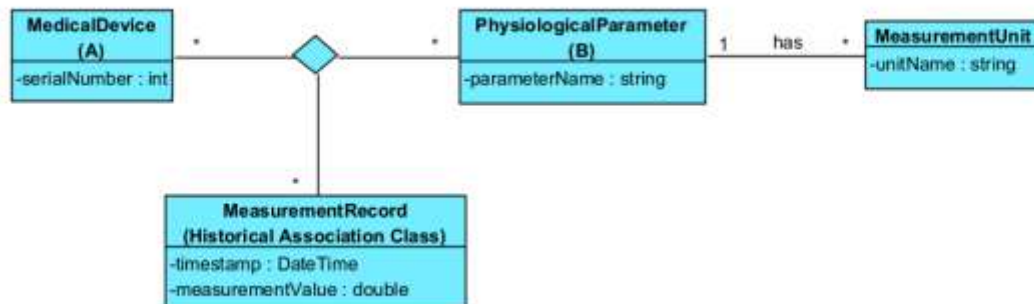 MedicalDevice
(A)
-serialNumber : int
*
*
PhysiologicalParameter
(B)
-parameterName : string
1
has
*
MeasurementUnit
-unitName : string
*
MeasurementRecord
(Historical Association Class)
-timestamp : DateTime
-measurementValue : double